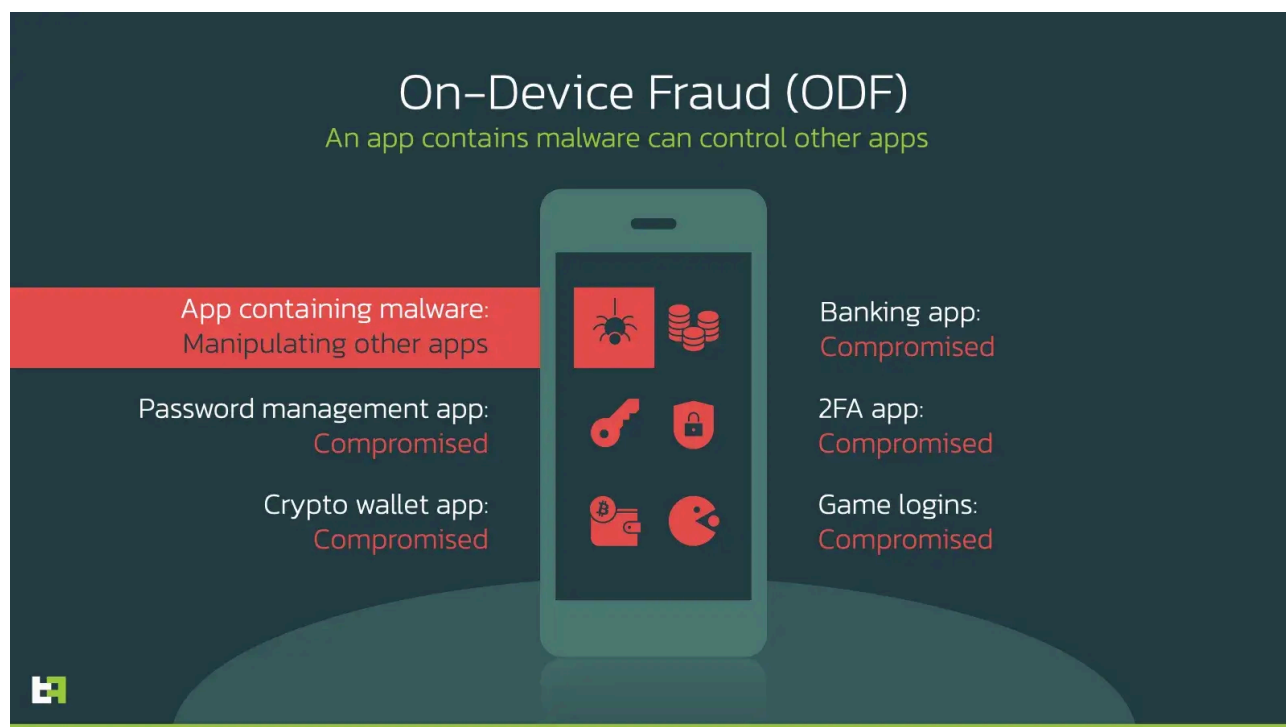 On-Device Fraud (ODF)
An app contains malware can control other apps
App containing malware:
Manipulating other apps
Password management app:
Compromised
Crypto wallet app:
Compromised
Banking app:
Compromised
2FA app:
Compromised
Game logins:
Compromised